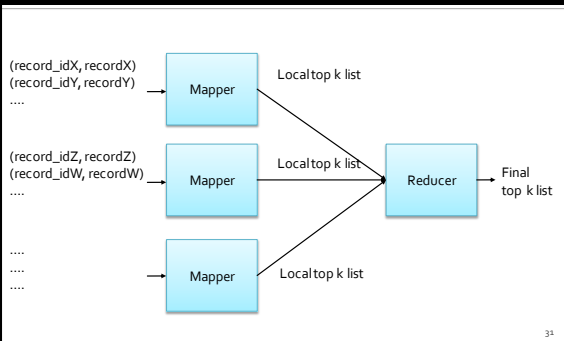 (record_idX, recordX)
(record_idY, recordY)
....
Mapper
Local top k list
(record_idZ, recordZ)
(record_idW, recordW)
....
Mapper
Local top k list
Reducer
Final
top k list
....
....
....
Mapper
Local top k list
31